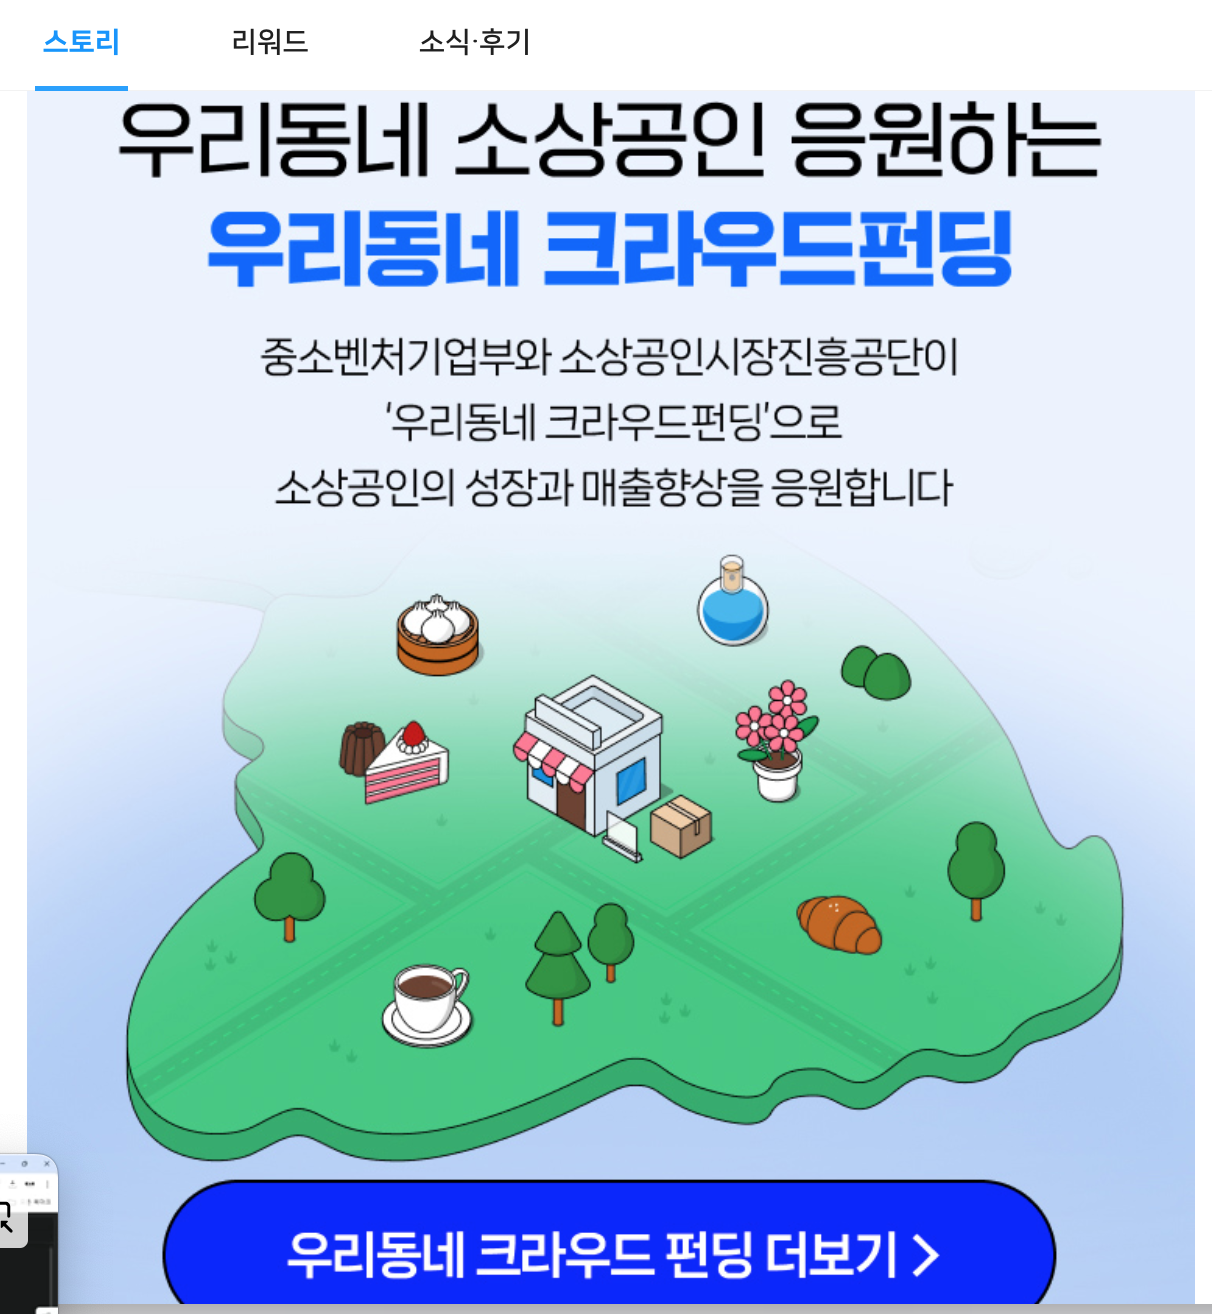 스토리
리워드
소식·후기
우리동네 소상공인 응원하는
우리동네 크라우드펀딩
중소벤처기업부와 소상공인시장진흥공단이
'우리동네 크라우드펀딩'으로
소상공인의 성장과 매출향상을 응원합니다
우리동네 크라우드 펀딩 더보기 >